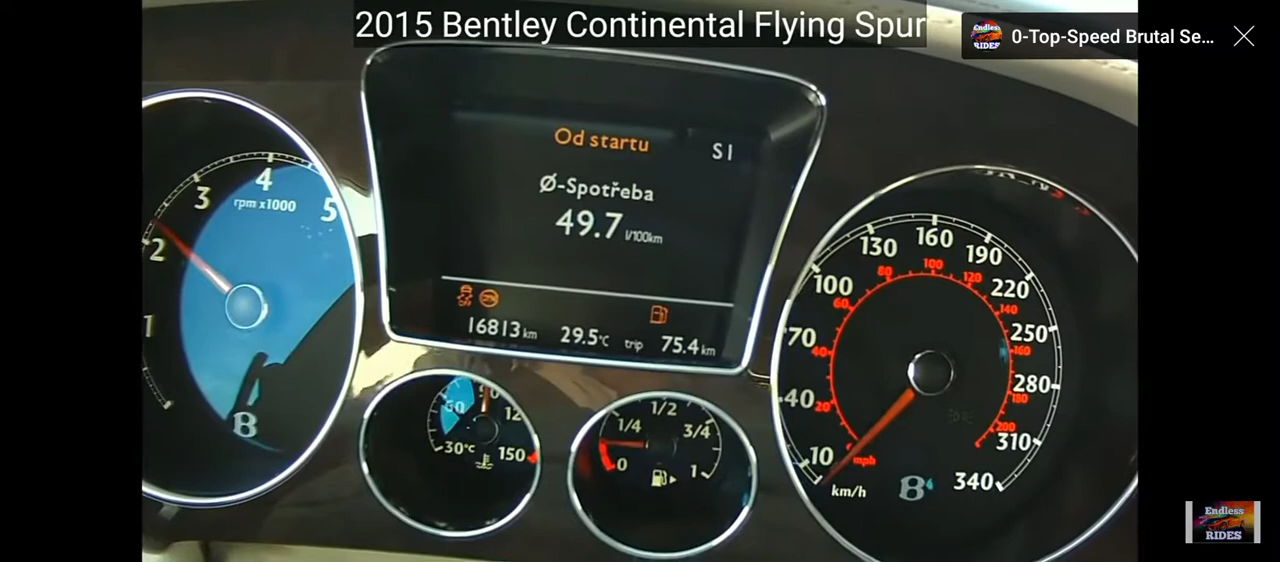 2015 Bentley Continental Flying Spur
Endless
RIDES
0-Top-Speed Brutal Se...
Od startu
S1
Ø-Spotřeba
49.7 l/100km
16813 km 29.5°C trip 75.4 km
1
2
3
4
5
rpm x1000
B
30°C
60
90
12
150
0
1/4
1/2
3/4
1
10
40
70
100
130
160
190
220
250
280
310
340
km/h
20
40
60
80
100
120
140
160
180
200
mph
B
Endless
RIDES